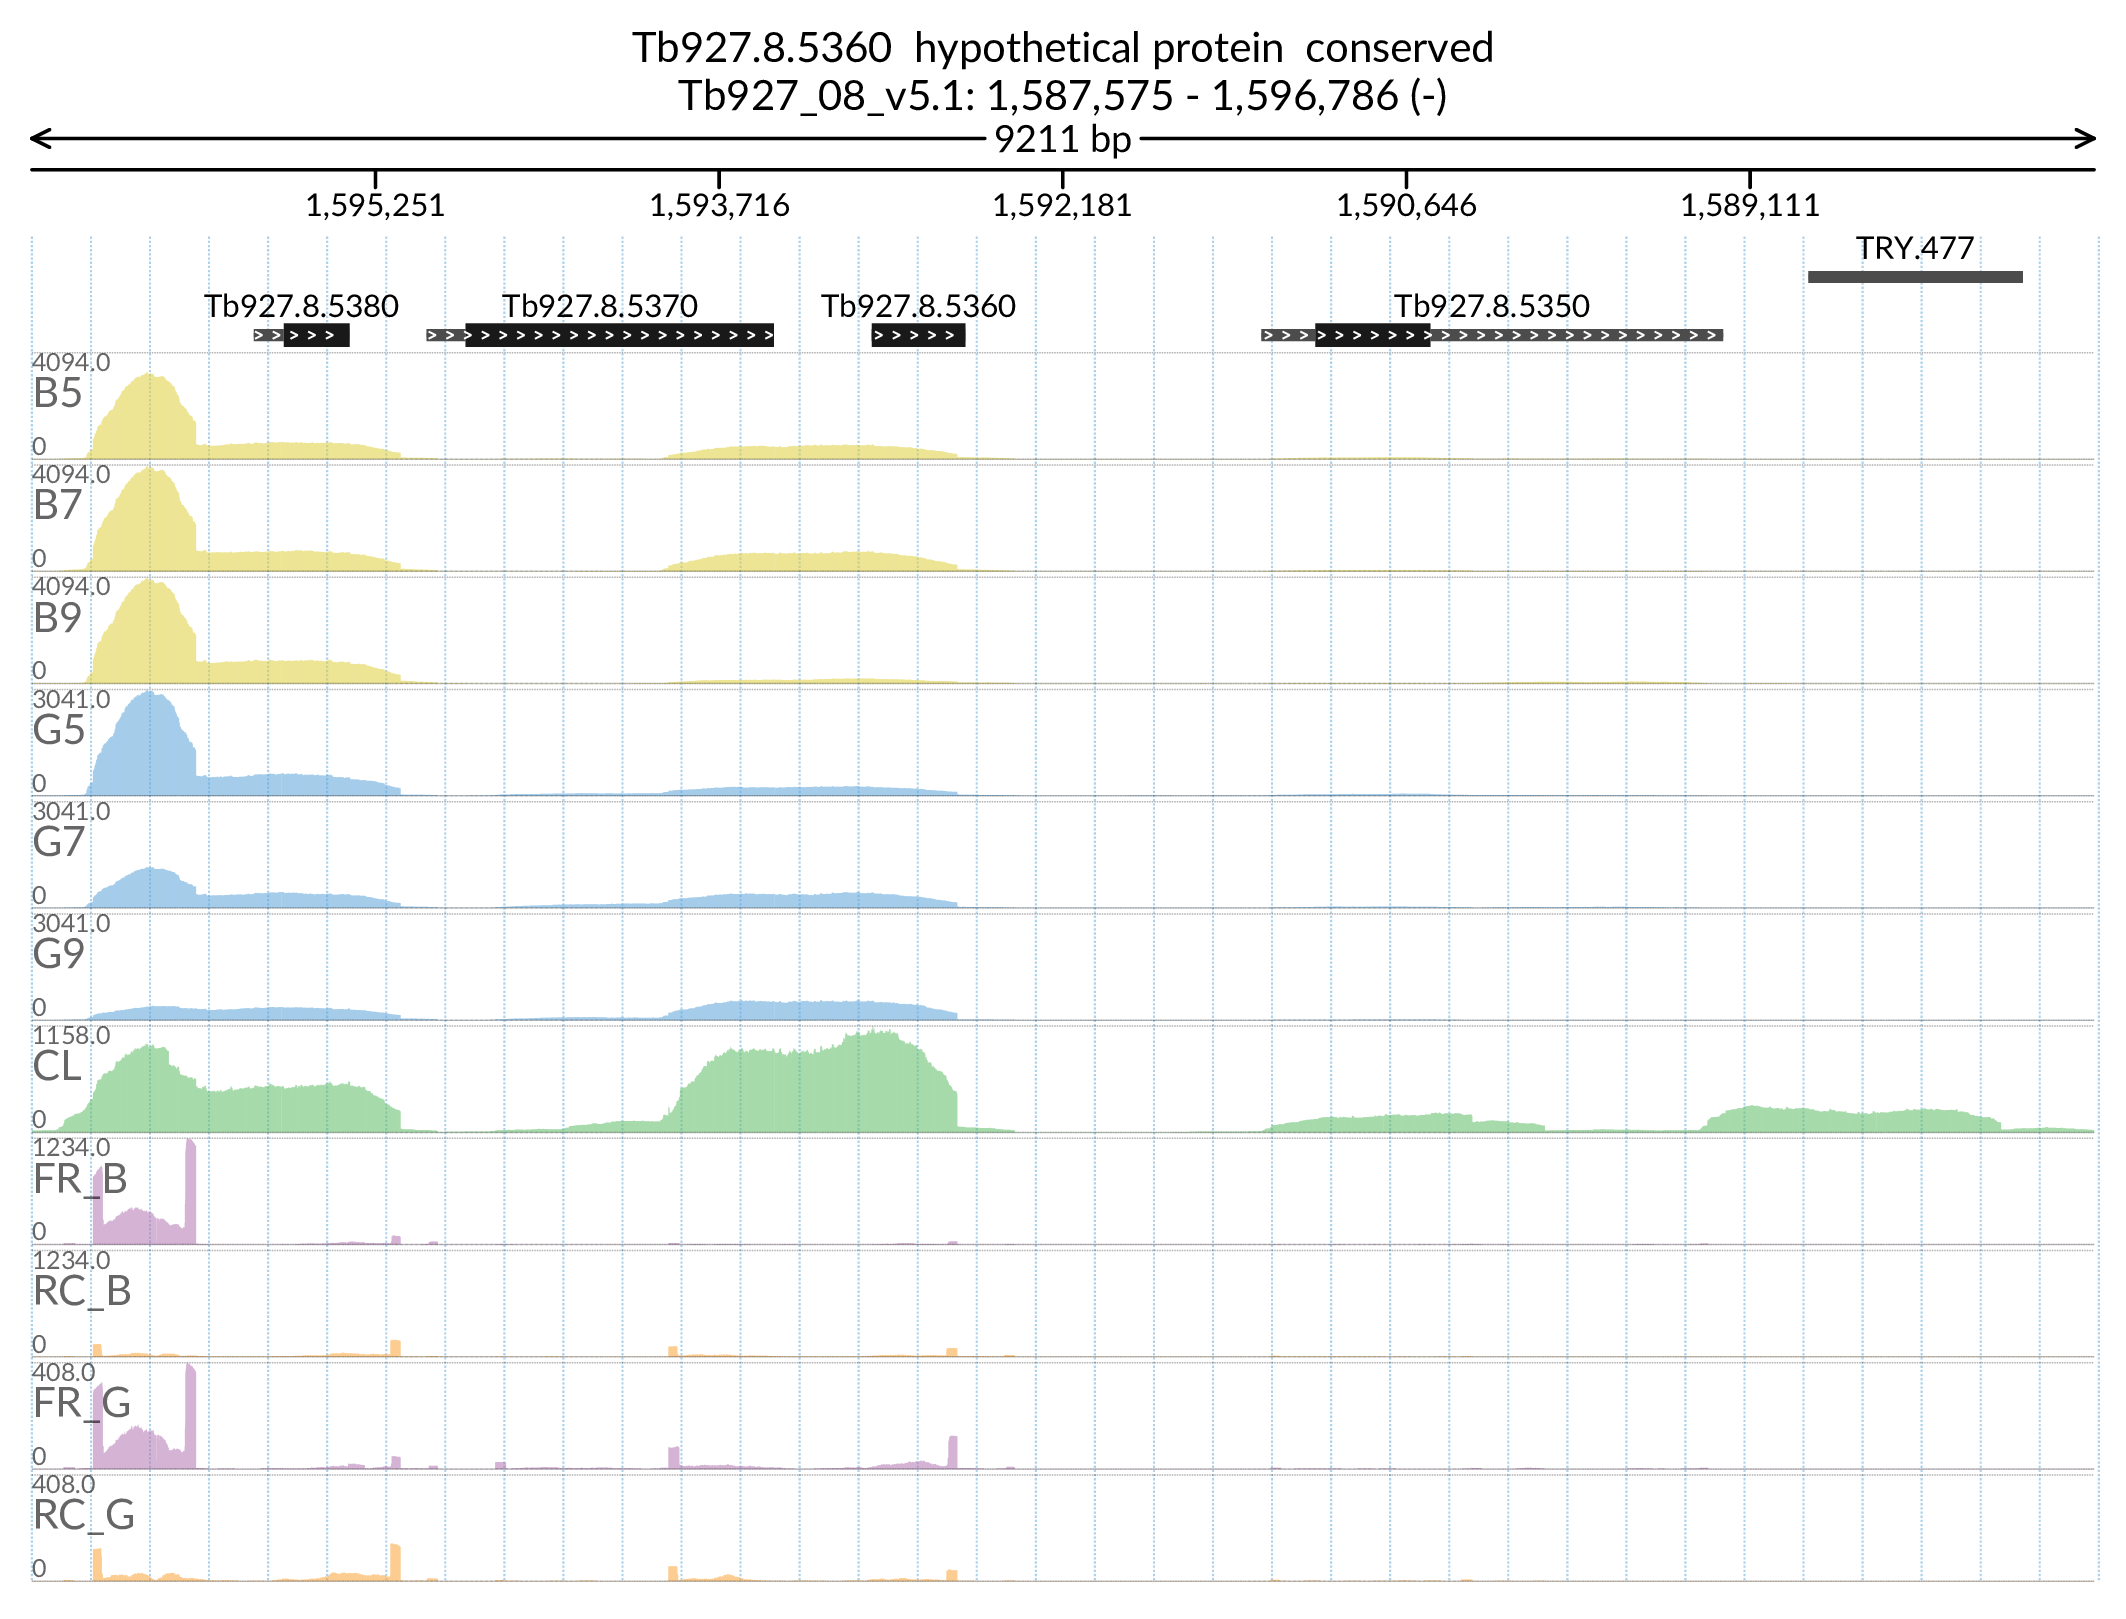 Tb927.8.5360  hypothetical protein  conserved
Tb927_08_v5.1: 1,587,575 - 1,596,786 (-)
9211 bp
1,595,251 1,593,716 1,592,181 1,590,646 1,589,111
TRY.477
Tb927.8.5380 Tb927.8.5370 Tb927.8.5360 Tb927.8.5350
4094.0
B5
0
4094.0
B7
0
4094.0
B9
0
3041.0
G5
0
3041.0
G7
0
3041.0
G9
0
1158.0
CL
0
1234.0
FR_B
0
1234.0
RC_B
0
408.0
FR_G
0
408.0
RC_G
0